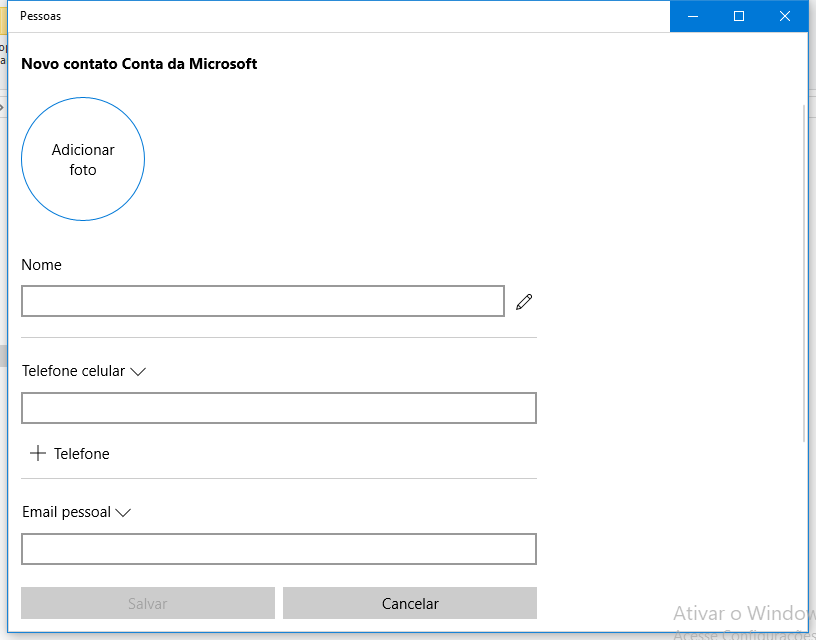 Pessoas
Novo contato Conta da Microsoft
Adicionar
foto
Nome
Telefone celular
Telefone
Email pessoal
Salvar
Cancelar
Ativar o Window
Acesse Configurações